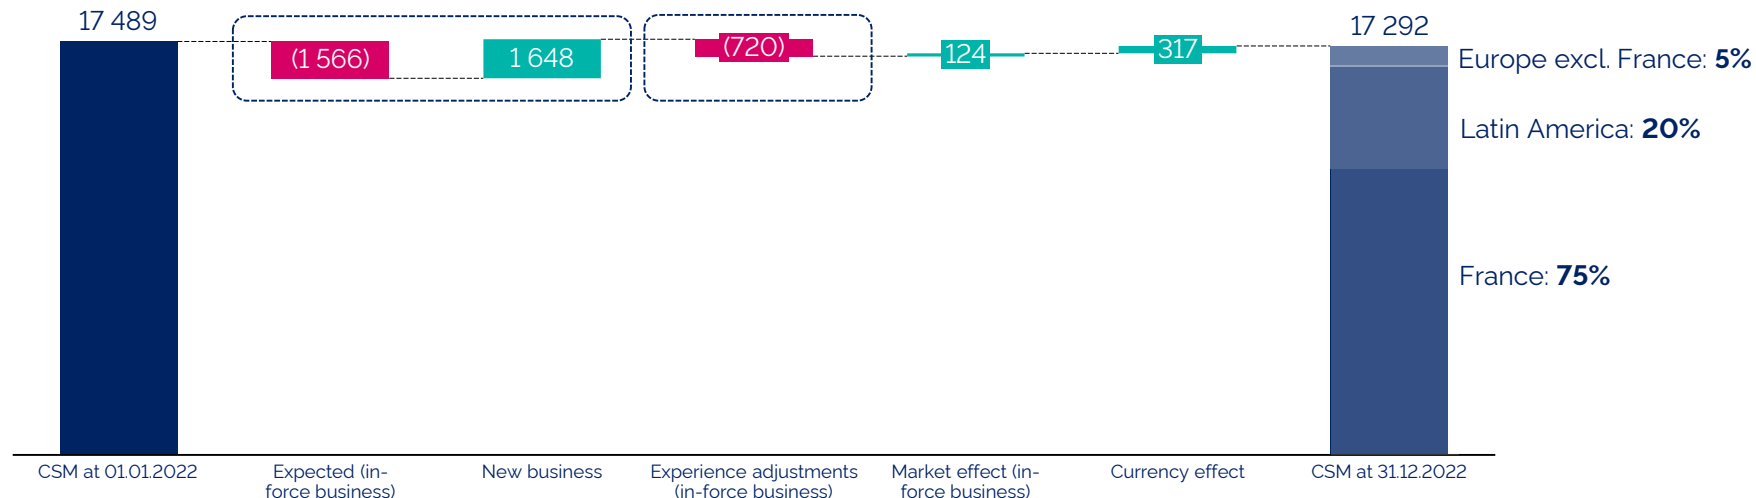 17 489
(1 566)
1 648
(720)
124
317
17 292
Europe excl. France: 5%
Latin America: 20%
France: 75%
CSM at 01.01.2022
Expected (in-
force business)
New business
Experience adjustments
(in-force business)
Market effect (in-
force business)
Currency effect
CSM at 31.12.2022